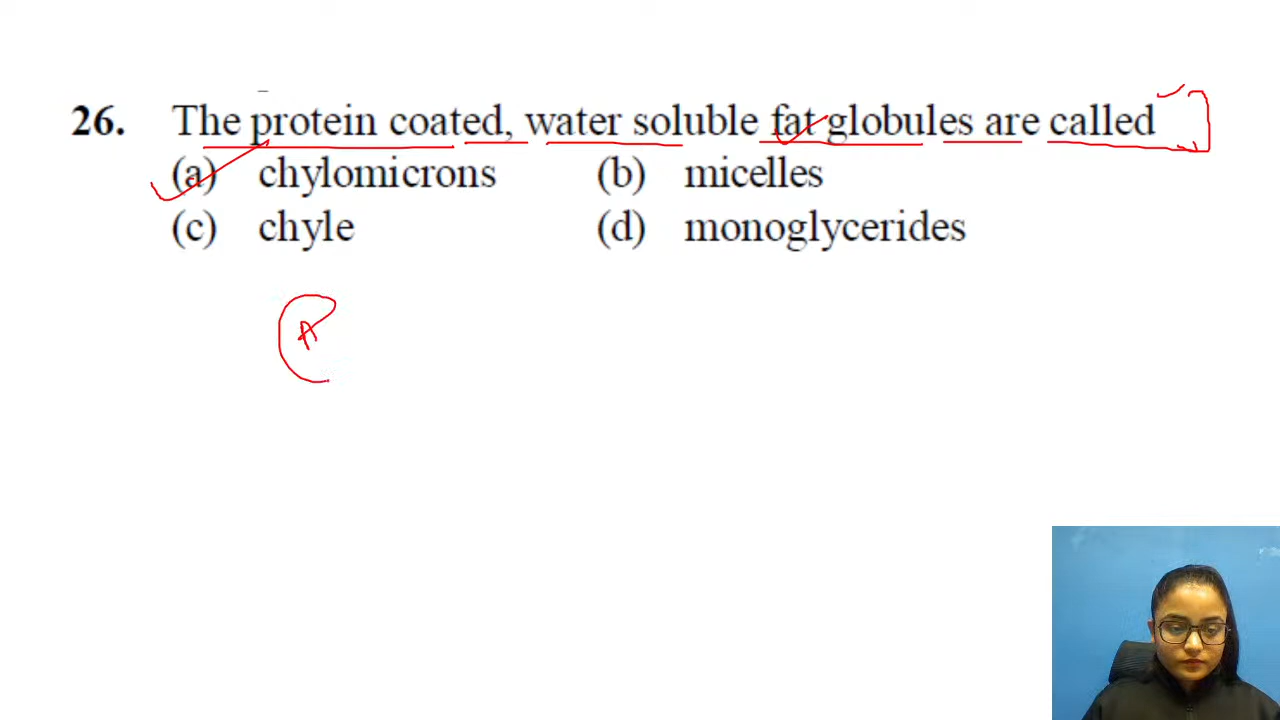 26. The protein coated, water soluble fat globules are called
(a) chylomicrons (b) micelles
(c) chyle (d) monoglycerides
A